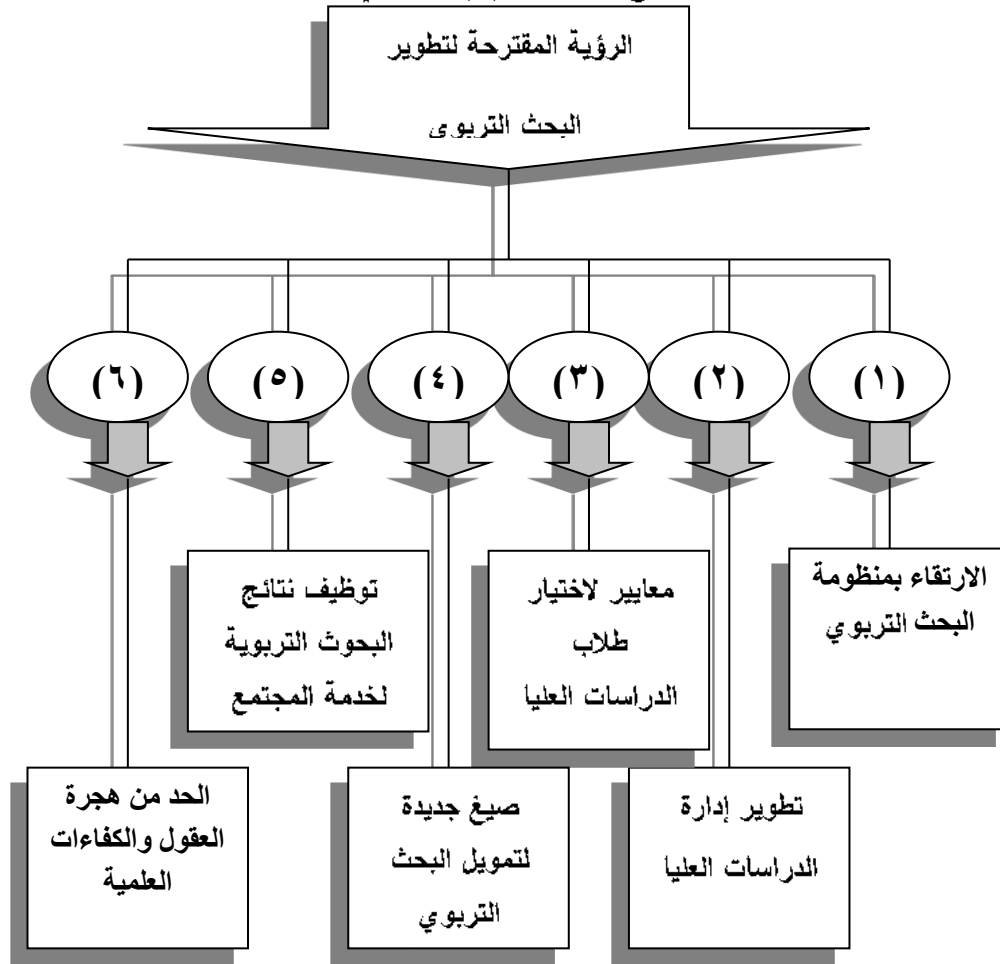 الرؤية المقترحة لتطوير
البحث التربوي
(١)
(٢)
(٣)
(٤)
(٥)
(٦)
الارتقاء بمنظومة
البحث التربوي
تطوير إدارة
الدراسات العليا
معايير لاختيار
طلاب
الدراسات العليا
صيغ جديدة
لتمويل البحث
التربوي
توظيف نتائج
البحوث التربوية
لخدمة المجتمع
الحد من هجرة
العقول والكفاءات
العلمية